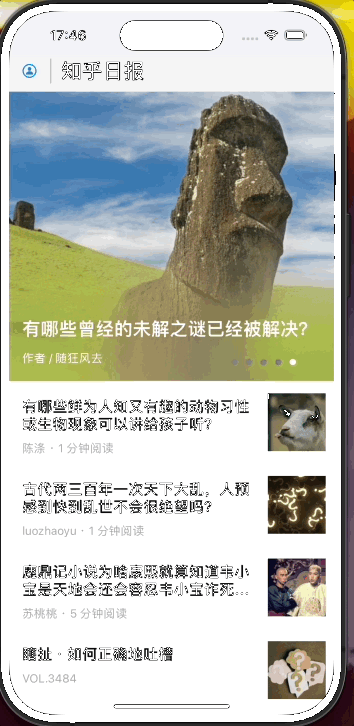 17:46
知乎日报
有哪些曾经的未解之谜已经被解决?
作者 / 随狂风去
有哪些鲜为人知又有趣的动物习性
或生物现象可以讲给孩子听?
陈涤 · 1 分钟阅读
古代两三百年一次天下大乱，人预
感到快到乱世不会很绝望吗?
luozhaoyu · 1 分钟阅读
鹿鼎记小说为啥康熙就算知道韦小
宝是天地会还会容忍韦小宝作死...
苏桃桃 · 5 分钟阅读
瞎扯 · 如何正确地吐槽
VOL.3484